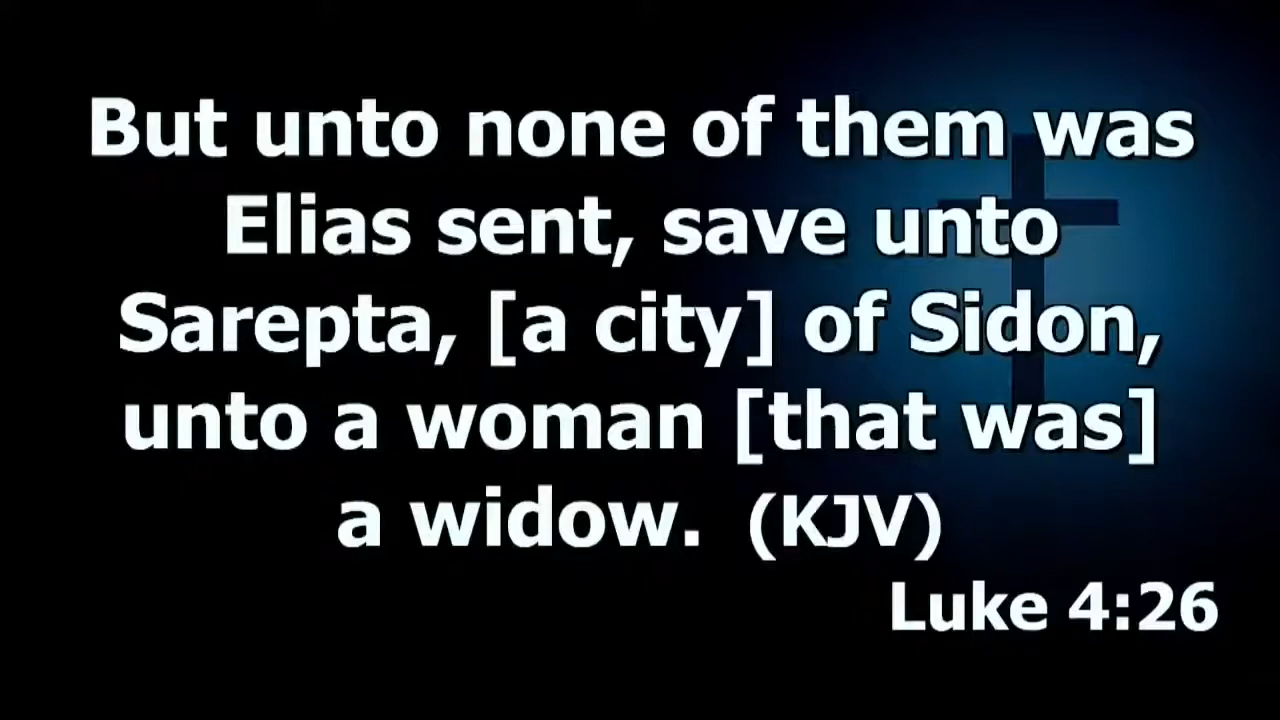 But unto none of them was
Elias sent, save unto
Sarepta, [a city] of Sidon,
unto a woman [that was]
a widow. (KJV)
Luke 4:26